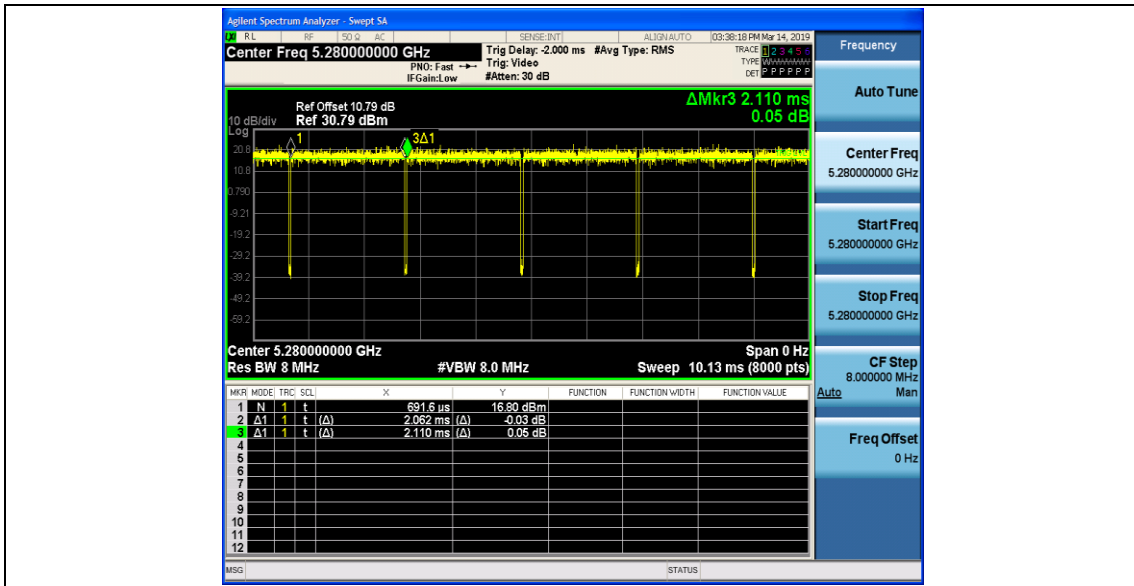 Agilent Spectrum Analyzer - Swept SA
RL RF 50 Ω AC SENSE:INT ALIGNAUTO 03:38:18 PM Mar 14, 2019
Center Freq 5.280000000 GHz
PNO: Fast
IFGain:Low
Trig Delay: -2.000 ms #Avg Type: RMS
Trig: Video
#Atten: 30 dB
TRACE 1 2 3 4 5 6
TYPE
DET P P P P P P
Frequency
Auto Tune
Center Freq
5.280000000 GHz
Start Freq
5.280000000 GHz
Stop Freq
5.280000000 GHz
CF Step
8.000000 MHz
Auto Man
Freq Offset
0 Hz
ΔMkr3 2.110 ms
0.05 dB
Ref Offset 10.79 dB
10 dB/div Ref 30.79 dBm
Log
1 3Δ1
20.8
10.8
0.790
-9.21
-19.2
-29.2
-39.2
-49.2
-59.2
Center 5.280000000 GHz Span 0 Hz
Res BW 8 MHz #VBW 8.0 MHz Sweep 10.13 ms (8000 pts)
MKR MODE TRC SCL X Y FUNCTION FUNCTION WIDTH FUNCTION VALUE
1 N 1 t 691.6 µs 16.80 dBm
2 Δ1 1 t (Δ) 2.062 ms (Δ) -0.03 dB
3 Δ1 1 t (Δ) 2.110 ms (Δ) 0.05 dB
4
5
6
7
8
9
10
11
12
MSG STATUS